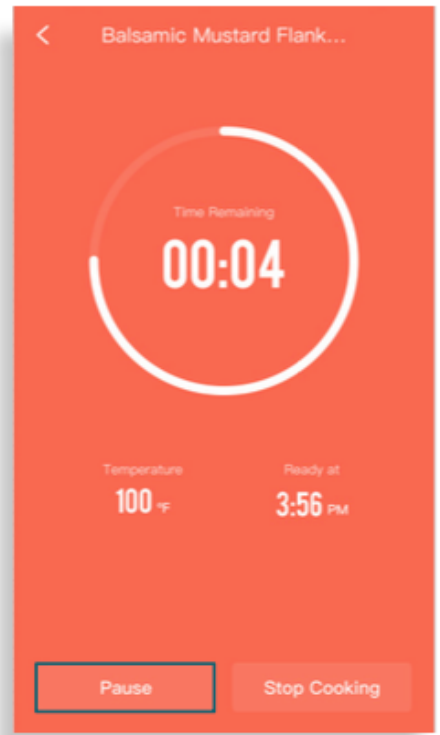 Balsamic Mustard Flank...
Time Remaining
00:04
Temperature Ready at
100 °F 3:56 PM
Pause Stop Cooking